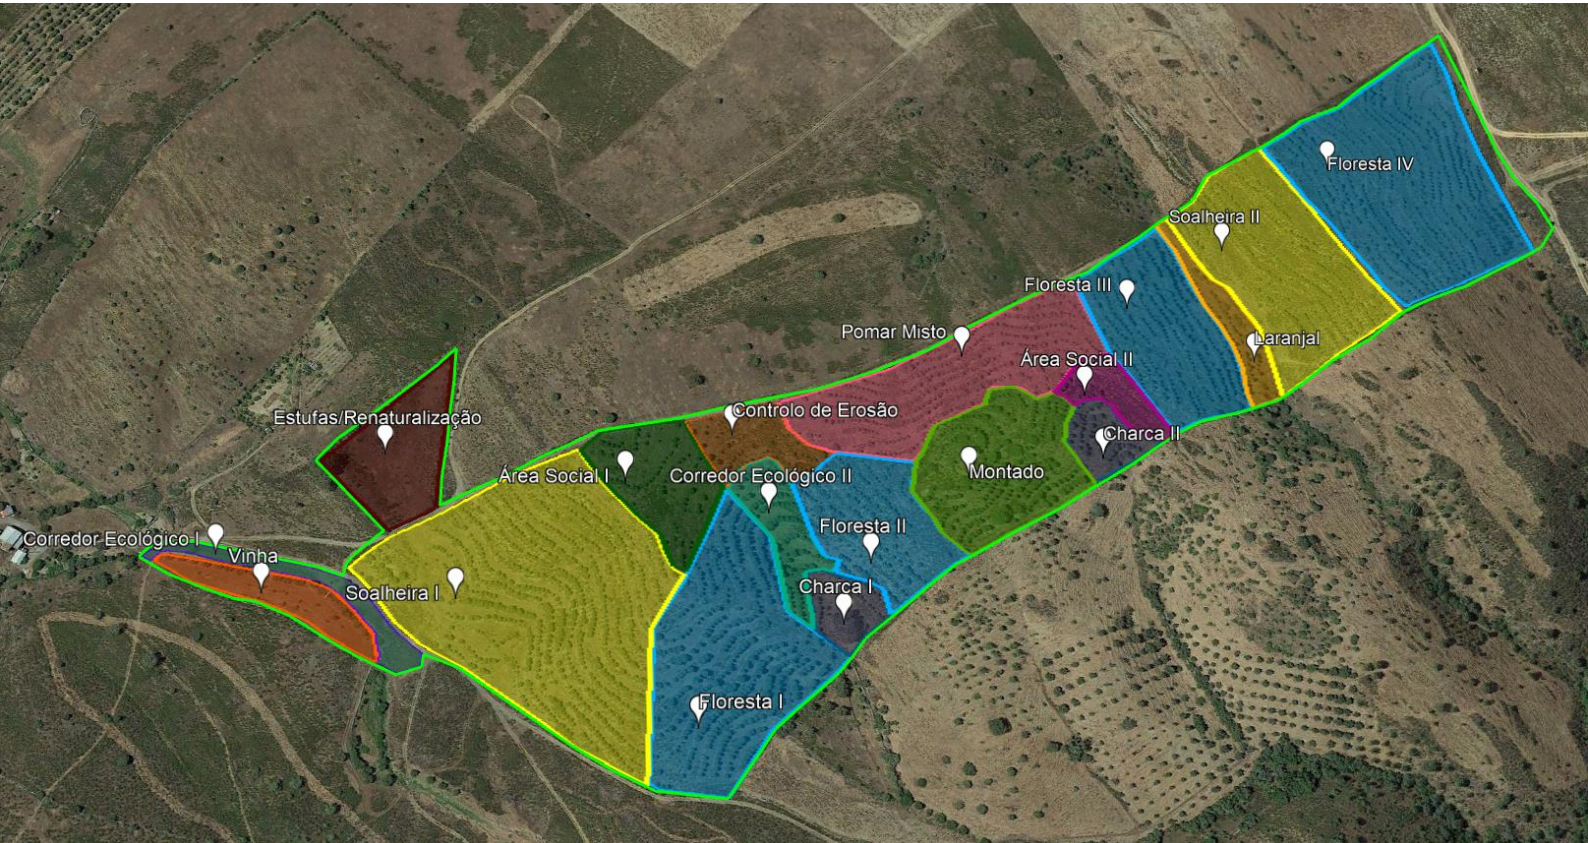 Floresta IV
Soalheira II
Floresta III
Pomar Misto
Laranjal
Área Social II
Controlo de Erosão
Estufas/Renaturalização
Charca II
Montado
Área Social I
Corredor Ecológico II
Floresta II
Corredor Ecológico I
Vinha
Charca I
Soalheira I
Floresta I